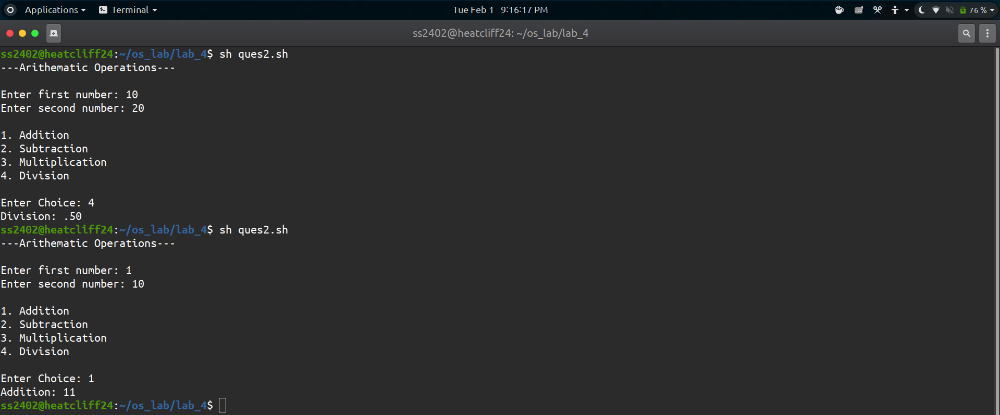 Applications Terminal Tue Feb 1 9:16:17 PM 22 76 %
ss2402@heatcliff24: ~/os_lab/lab_4
ss2402@heatcliff24:~/os_lab/lab_4$ sh ques2.sh
---Arithematic Operations---
Enter first number: 10
Enter second number: 20
1. Addition
2. Subtraction
3. Multiplication
4. Division
Enter Choice: 4
Division: .50
ss2402@heatcliff24:~/os_lab/lab_4$ sh ques2.sh
---Arithematic Operations---
Enter first number: 1
Enter second number: 10
1. Addition
2. Subtraction
3. Multiplication
4. Division
Enter Choice: 1
Addition: 11
ss2402@heatcliff24:~/os_lab/lab_4$